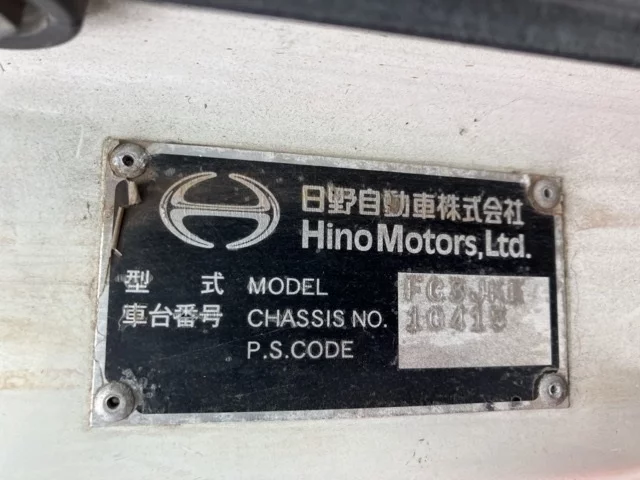 日野自動車株式会社
Hino Motors, Ltd.
型 式 MODEL
車台番号 CHASSIS NO.
P.S.CODE